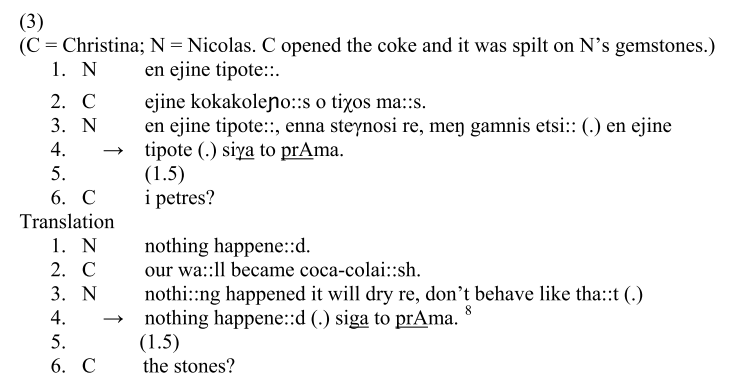 (3)
(C = Christina; N = Nicolas. C opened the coke and it was spilt on N’s gemstones.)
1. N en ejine tipote::.
2. C ejine kokakoleɲo::s o tiχos ma::s.
3. N en ejine tipote::, enna steɣnosi re, meŋ gamnis etsi:: (.) en ejine
4. → tipote (.) siɣa to prAma.
5. (1.5)
6. C i petres?
Translation
1. N nothing happene::d.
2. C our wa::ll became coca-colai::sh.
3. N nothi::ng happened it will dry re, don’t behave like tha::t (.)
4. → nothing happene::d (.) siga to prAma. 8
5. (1.5)
6. C the stones?